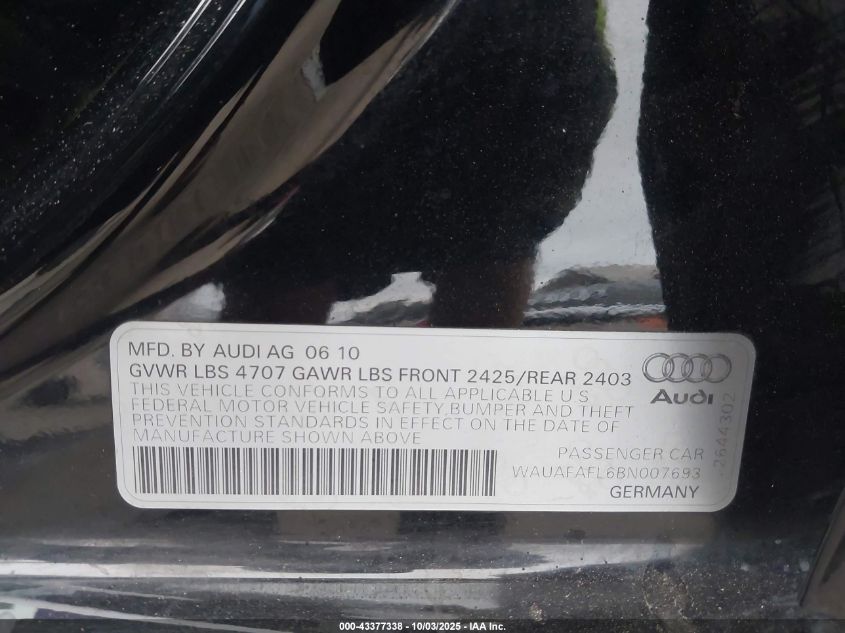 MFD. BY AUDI AG 06 10
GVWR LBS 4707 GAWR LBS FRONT 2425/REAR 2403
THIS VEHICLE CONFORMS TO ALL APPLICABLE U S
FEDERAL MOTOR VEHICLE SAFETY,BUMPER AND THEFT
PREVENTION STANDARDS IN EFFECT ON THE DATE OF
MANUFACTURE SHOWN ABOVE
PASSENGER CAR
WAUAFAFL6BN007693
GERMANY
Audi
2644302
000-43377338 - 10/03/2025 - IAA Inc.